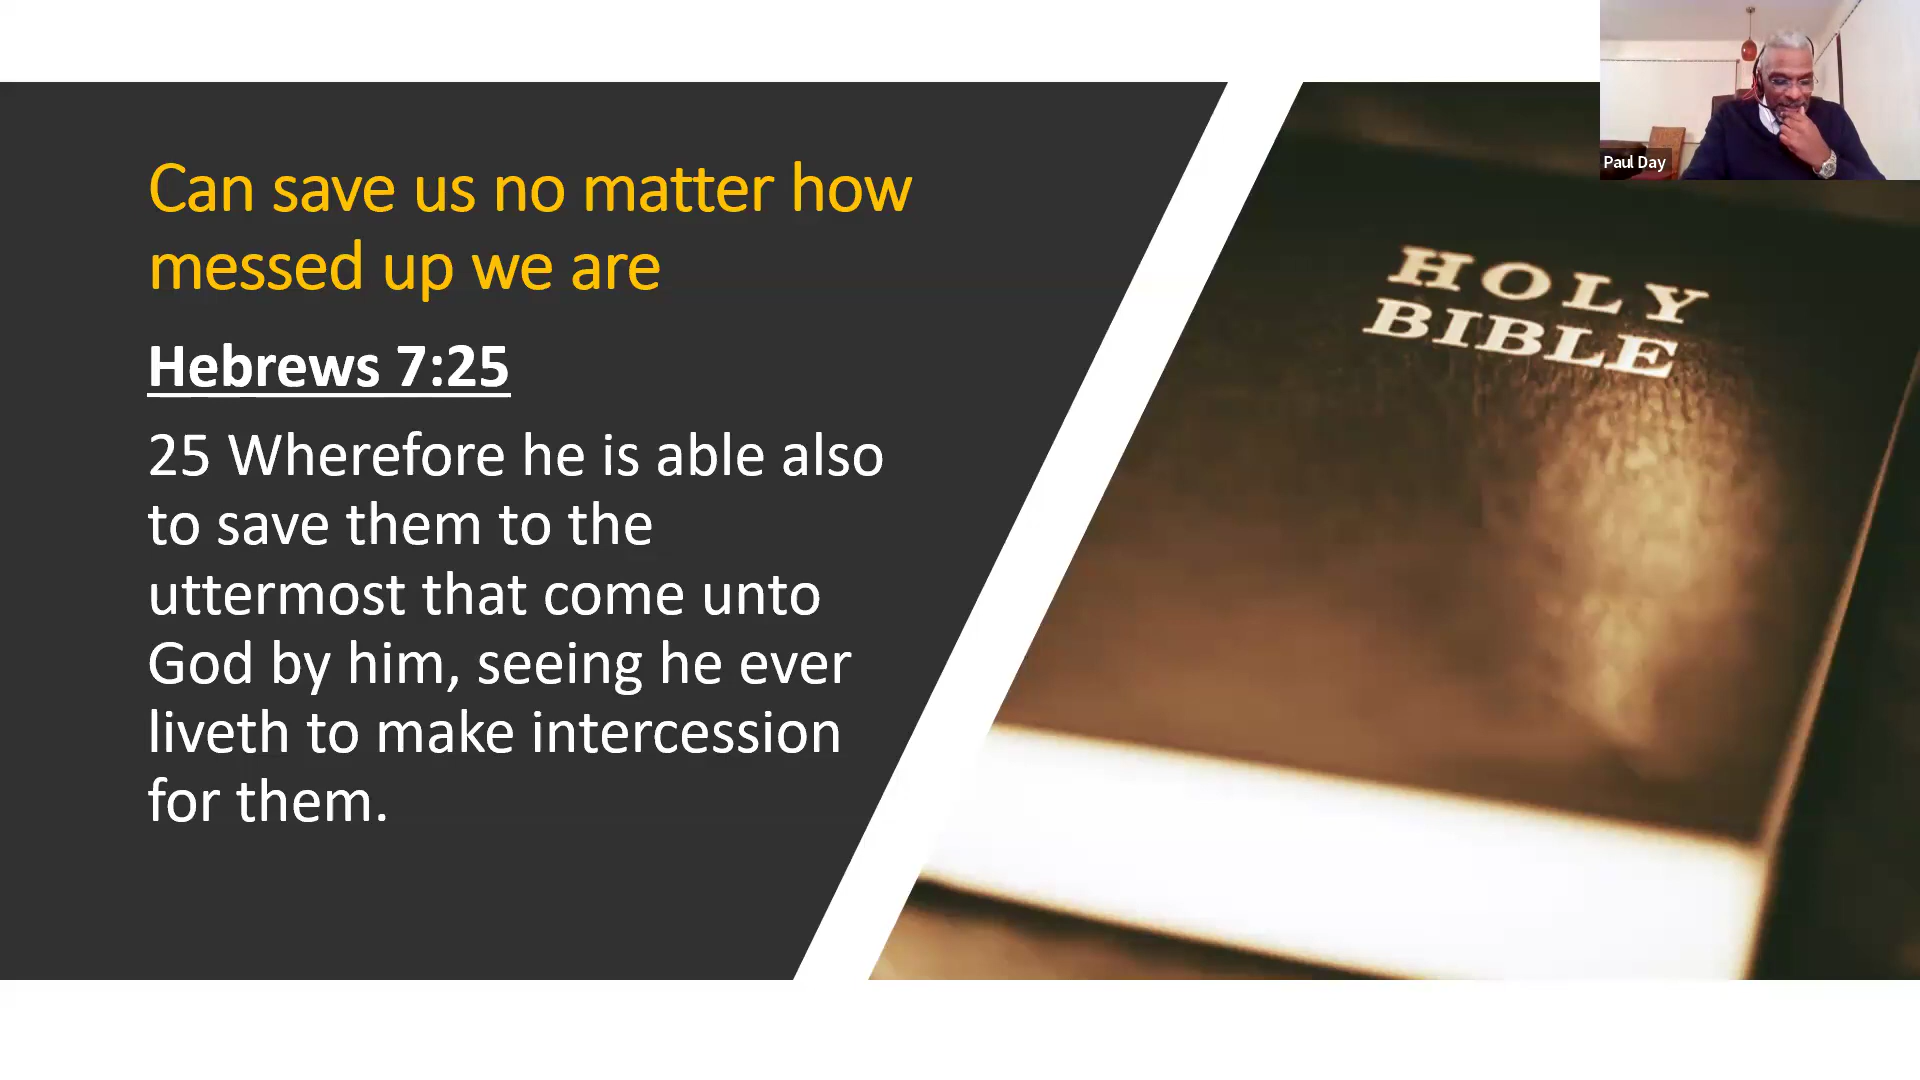 Can save us no matter how
messed up we are
Hebrews 7:25
25 Wherefore he is able also
to save them to the
uttermost that come unto
God by him, seeing he ever
liveth to make intercession
for them.
HOLY
BIBLE
Paul Day